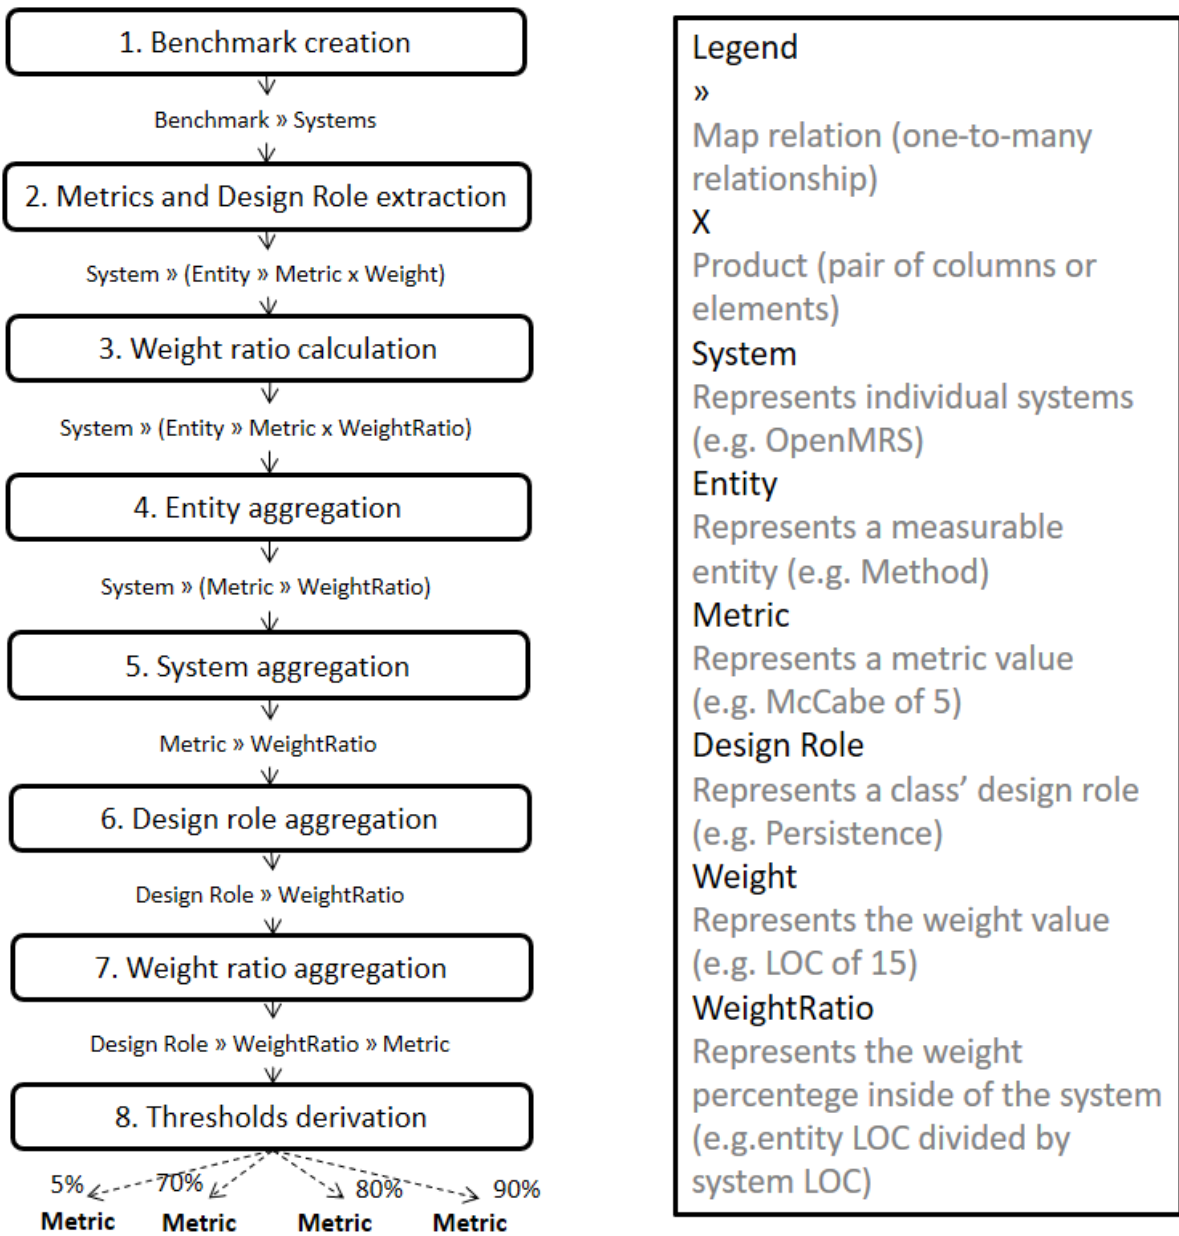 1. Benchmark creation
Benchmark » Systems
2. Metrics and Design Role extraction
System » (Entity » Metric x Weight)
3. Weight ratio calculation
System » (Entity » Metric x WeightRatio)
4. Entity aggregation
System » (Metric » WeightRatio)
5. System aggregation
Metric » WeightRatio
6. Design role aggregation
Design Role » WeightRatio
7. Weight ratio aggregation
Design Role » WeightRatio » Metric
8. Thresholds derivation
5% 70% 80% 90%
Metric Metric Metric Metric
Legend
»
Map relation (one-to-many
relationship)
X
Product (pair of columns or
elements)
System
Represents individual systems
(e.g. OpenMRS)
Entity
Represents a measurable
entity (e.g. Method)
Metric
Represents a metric value
(e.g. McCabe of 5)
Design Role
Represents a class’ design role
(e.g. Persistence)
Weight
Represents the weight value
(e.g. LOC of 15)
WeightRatio
Represents the weight
percentege inside of the system
(e.g.entity LOC divided by
system LOC)